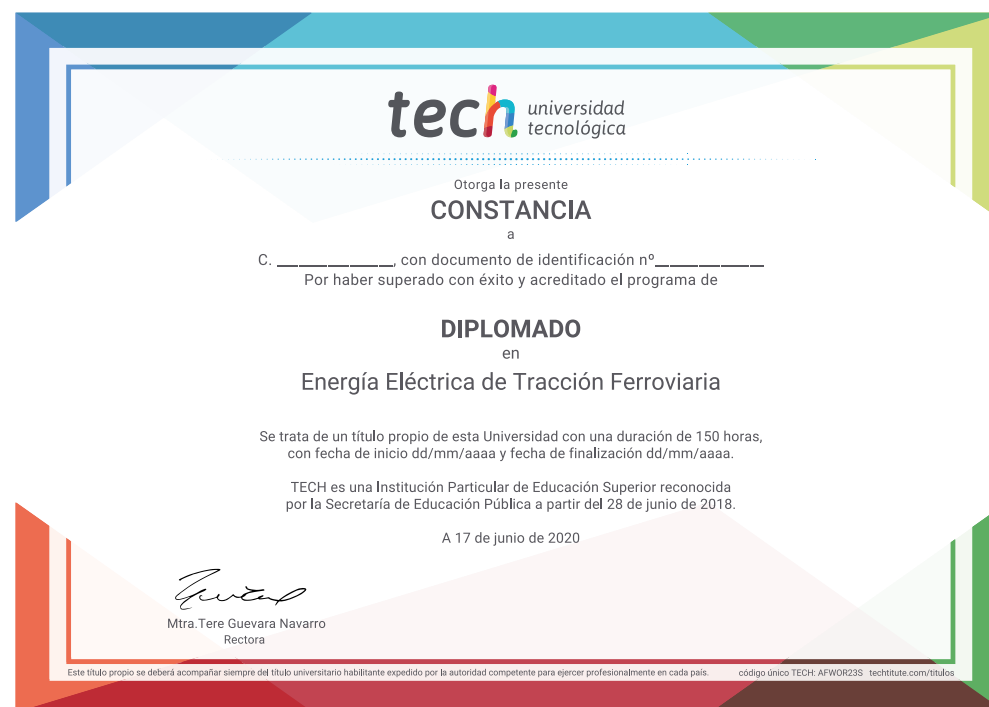 tech universidad
tecnológica
Otorga la presente
CONSTANCIA
a
C. ____________, con documento de identificación nº___________
Por haber superado con éxito y acreditado el programa de
DIPLOMADO
en
Energía Eléctrica de Tracción Ferroviaria
Se trata de un título propio de esta Universidad con una duración de 150 horas,
con fecha de inicio dd/mm/aaaa y fecha de finalización dd/mm/aaaa.
TECH es una Institución Particular de Educación Superior reconocida
por la Secretaría de Educación Pública a partir del 28 de junio de 2018.
A 17 de junio de 2020
Mtra.Tere Guevara Navarro
Rectora
Este título propio se deberá acompañar siempre del título universitario habilitante expedido por la autoridad competente para ejercer profesionalmente en cada país. código único TECH: AFWOR23S techtitute.com/titulos